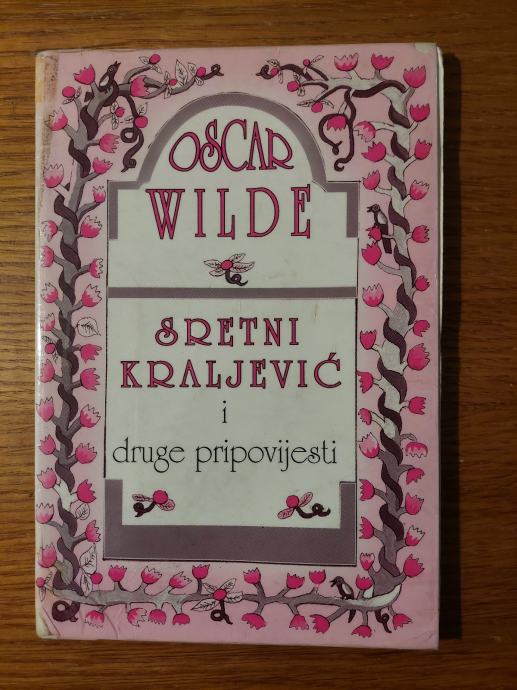 OSCAR
WILDE
SRETNI
KRALJEVIĆ
i
druge pripovijesti